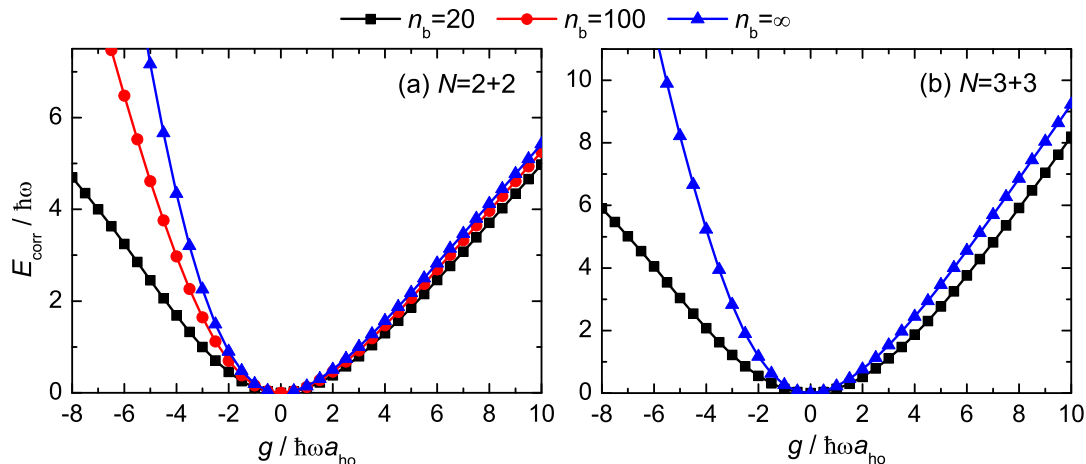 n_b=20 n_b=100 n_b=∞
(a) N=2+2
(b) N=3+3
E_corr / ħω
0
2
4
6
0
2
4
6
8
10
-8 -6 -4 -2 0 2 4 6 8 10
-8 -6 -4 -2 0 2 4 6 8 10
g / ħωa_ho
g / ħωa_ho